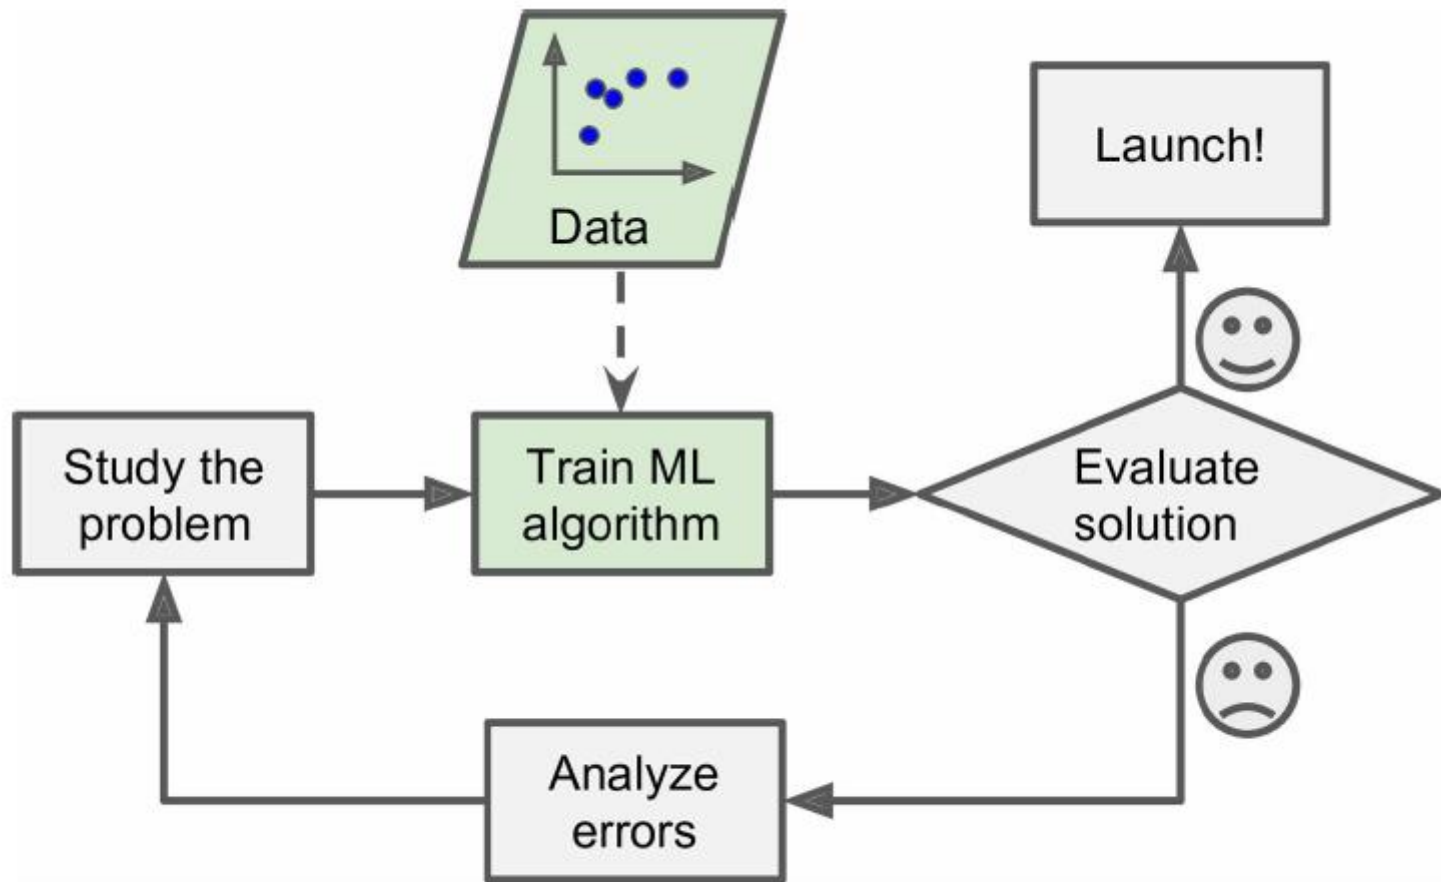 Data
Launch!
Study the
problem
Train ML
algorithm
Evaluate
solution
Analyze
errors